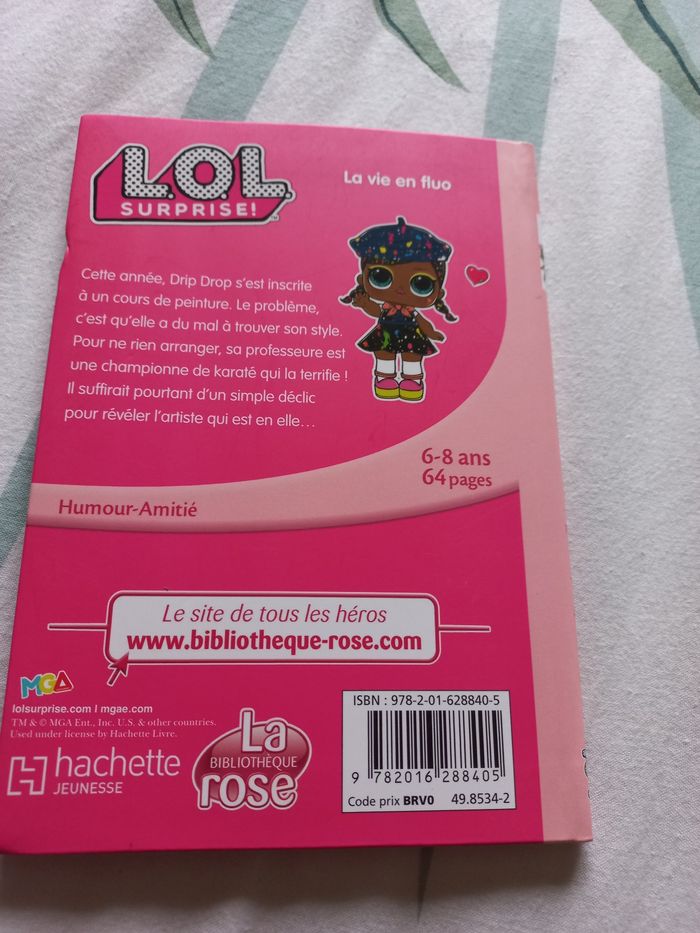 L.O.L.
SURPRISE!
TM
La vie en fluo
Cette année, Drip Drop s'est inscrite
à un cours de peinture. Le problème,
c'est qu'elle a du mal à trouver son style.
Pour ne rien arranger, sa professeure est
une championne de karaté qui la terrifie !
Il suffirait pourtant d'un simple déclic
pour révéler l'artiste qui est en elle…
6-8 ans
64 pages
Humour-Amitié
Le site de tous les héros
www.bibliotheque-rose.com
MGA
lolsurprise.com I mgae.com
TM & © MGA Ent., Inc. U.S. & other countries.
Used under license by Hachette Livre.
hachette
JEUNESSE
La
BIBLIOTHÈQUE
rose
ISBN : 978-2-01-628840-5
9 782016 288405
Code prix BRV0 49.8534-2